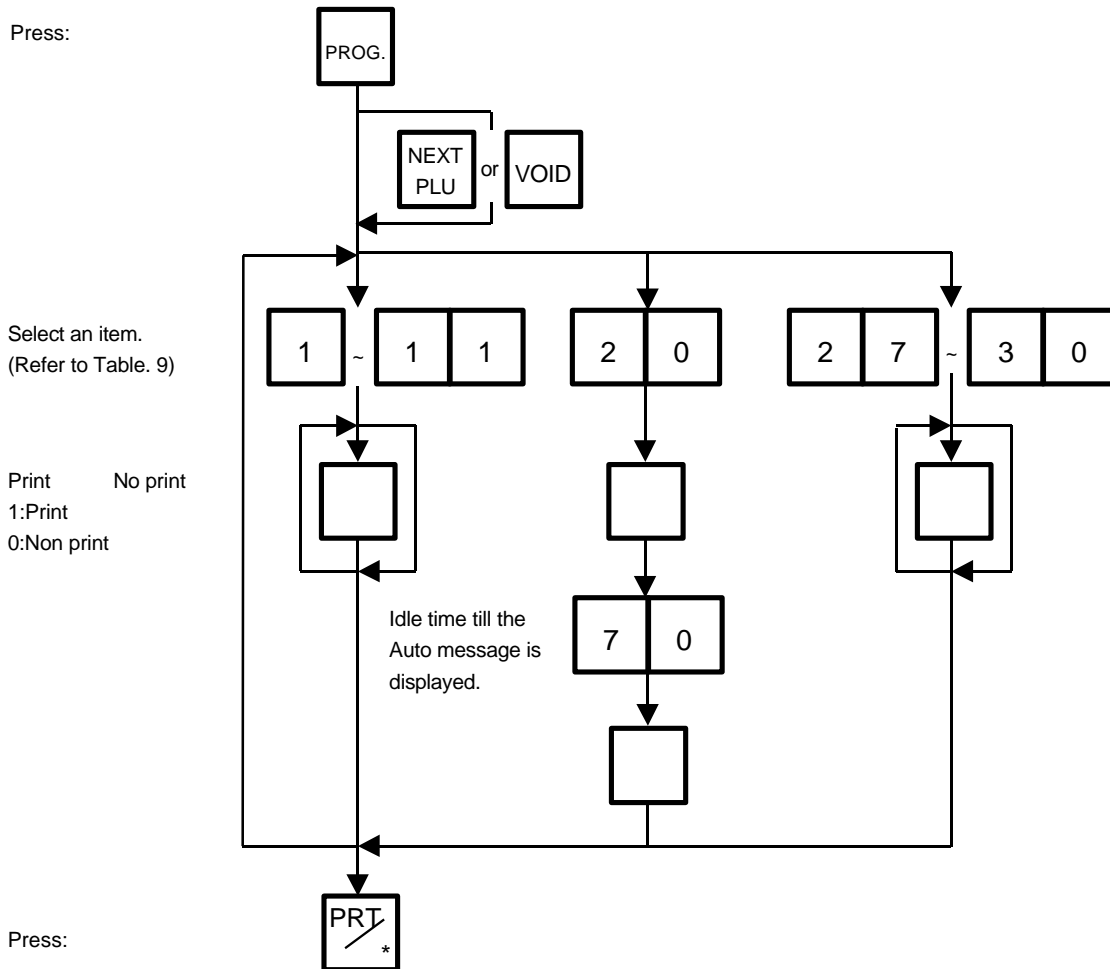 Press:
PROG.
NEXT
PLU
or
VOID
Select an item.
(Refer to Table. 9)
1 ~ 1 1
2 0
2 7 ~ 3 0
Print No print
1:Print
0:Non print
Idle time till the
Auto message is
displayed.
7 0
Press:
PRT
*